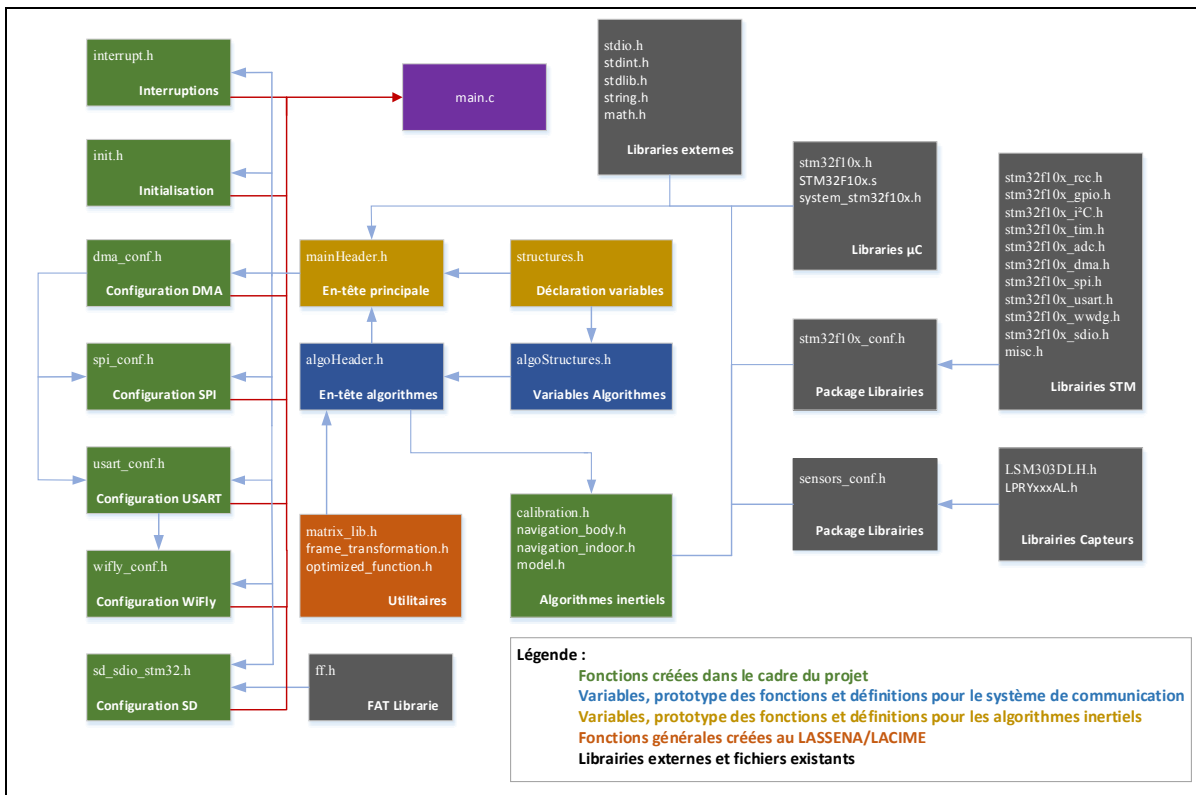 interrupt.h
Interruptions
init.h
Initialisation
dma_conf.h
Configuration DMA
spi_conf.h
Configuration SPI
usart_conf.h
Configuration USART
wifly_conf.h
Configuration WiFly
sd_sdio_stm32.h
Configuration SD
main.c
mainHeader.h
En-tête principale
algoHeader.h
En-tête algorithmes
matrix_lib.h
frame_transformation.h
optimized_function.h
Utilitaires
ff.h
FAT Librarie
structures.h
Déclaration variables
algoStructures.h
Variables Algorithmes
calibration.h
navigation_body.h
navigation_indoor.h
model.h
Algorithmes inertiels
stdio.h
stdint.h
stdlib.h
string.h
math.h
Libraries externes
stm32f10x.h
STM32F10x.s
system_stm32f10x.h
Libraries µC
stm32f10x_conf.h
Package Librairies
sensors_conf.h
Package Librairies
stm32f10x_rcc.h
stm32f10x_gpio.h
stm32f10x_i²C.h
stm32f10x_tim.h
stm32f10x_adc.h
stm32f10x_dma.h
stm32f10x_spi.h
stm32f10x_usart.h
stm32f10x_wwdg.h
stm32f10x_sdio.h
misc.h
Librairies STM
LSM303DLH.h
LPRYxxxAL.h
Librairies Capteurs
Légende :
Fonctions créées dans le cadre du projet
Variables, prototype des fonctions et définitions pour le système de communication
Variables, prototype des fonctions et définitions pour les algorithmes inertiels
Fonctions générales créées au LASSENA/LACIME
Librairies externes et fichiers existants